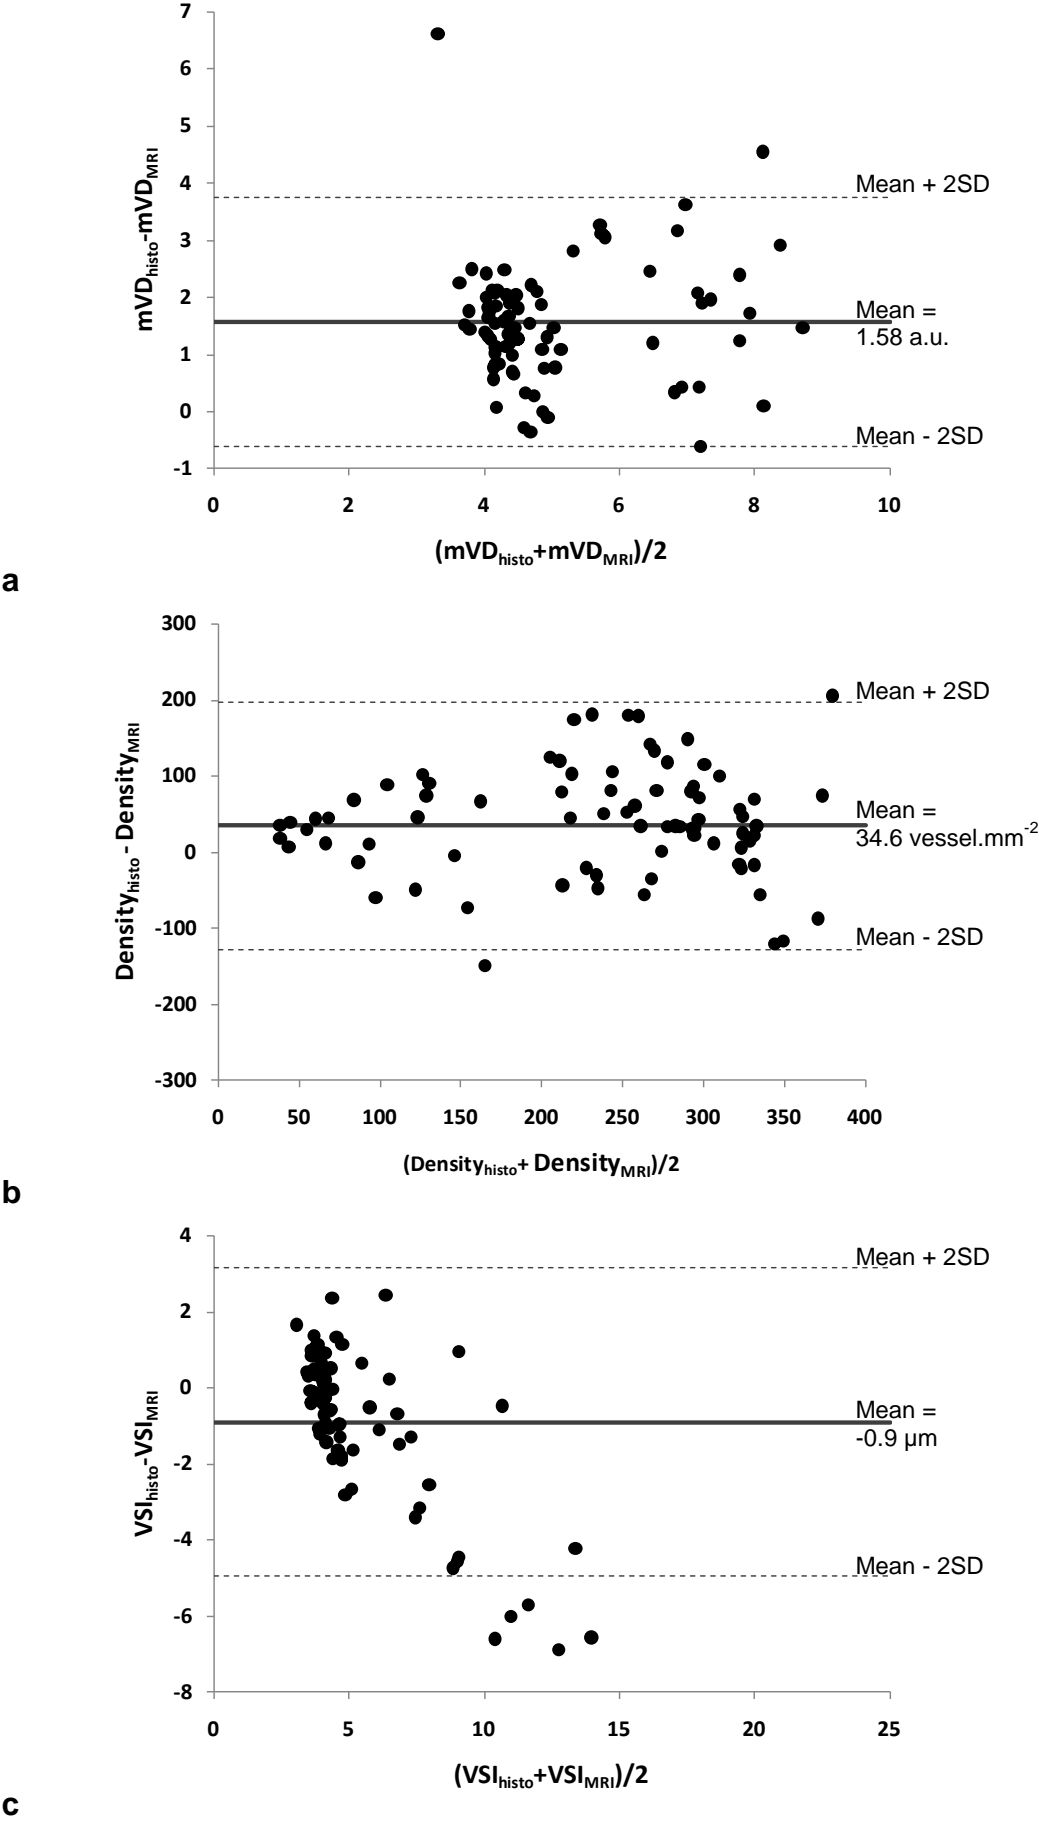 7
6
5
4
3
2
1
0
-1
mVDhisto-mVDMRI
Mean + 2SD
Mean =
1.58 a.u.
Mean - 2SD
0 2 4 6 8 10
(mVDhisto+mVDMRI)/2
a
300
200
100
0
-100
-200
-300
Densityhisto - DensityMRI
Mean + 2SD
Mean =
34.6 vessel.mm-2
Mean - 2SD
0 50 100 150 200 250 300 350 400
(Densityhisto+ DensityMRI)/2
b
4
2
0
-2
-4
-6
-8
VSIhisto-VSIMRI
Mean + 2SD
Mean =
-0.9 µm
Mean - 2SD
0 5 10 15 20 25
(VSIhisto+VSIMRI)/2
c